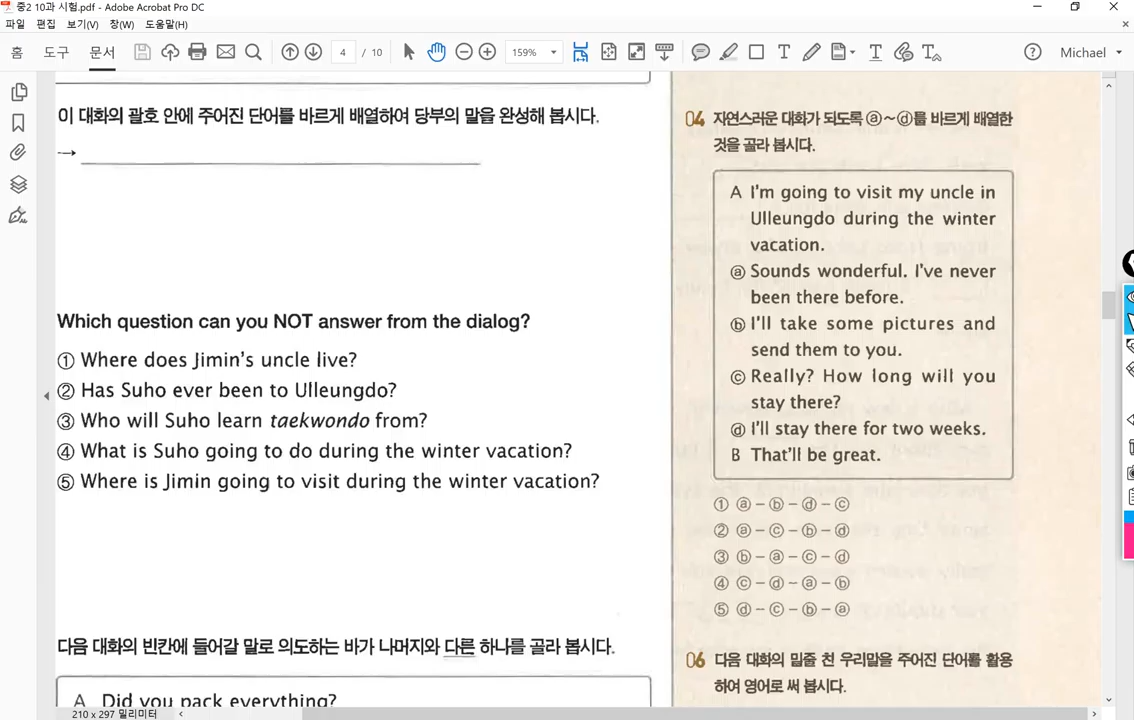 중2 10과 시험.pdf - Adobe Acrobat Pro DC
파일 편집 보기(V) 창(W) 도움말(H)
홈 도구 문서 4 / 10 159% Michael
이 대화의 괄호 안에 주어진 단어를 바르게 배열하여 당부의 말을 완성해 봅시다.
→
Which question can you NOT answer from the dialog?
① Where does Jimin's uncle live?
② Has Suho ever been to Ulleungdo?
③ Who will Suho learn taekwondo from?
④ What is Suho going to do during the winter vacation?
⑤ Where is Jimin going to visit during the winter vacation?
다음 대화의 빈칸에 들어갈 말로 의도하는 바가 나머지와 다른 하나를 골라 봅시다.
A Did you pack everything?
04 자연스러운 대화가 되도록 ⓐ~ⓓ를 바르게 배열한
것을 골라 봅시다.
A I'm going to visit my uncle in
Ulleungdo during the winter
vacation.
ⓐ Sounds wonderful. I've never
been there before.
ⓑ I'll take some pictures and
send them to you.
ⓒ Really? How long will you
stay there?
ⓓ I'll stay there for two weeks.
B That'll be great.
① ⓐ – ⓑ – ⓓ – ⓒ
② ⓐ – ⓒ – ⓑ – ⓓ
③ ⓑ – ⓐ – ⓒ – ⓓ
④ ⓒ – ⓓ – ⓐ – ⓑ
⑤ ⓓ – ⓒ – ⓑ – ⓐ
06 다음 대화의 밑줄 친 우리말을 주어진 단어를 활용
하여 영어로 써 봅시다.
210 x 297 밀리미터